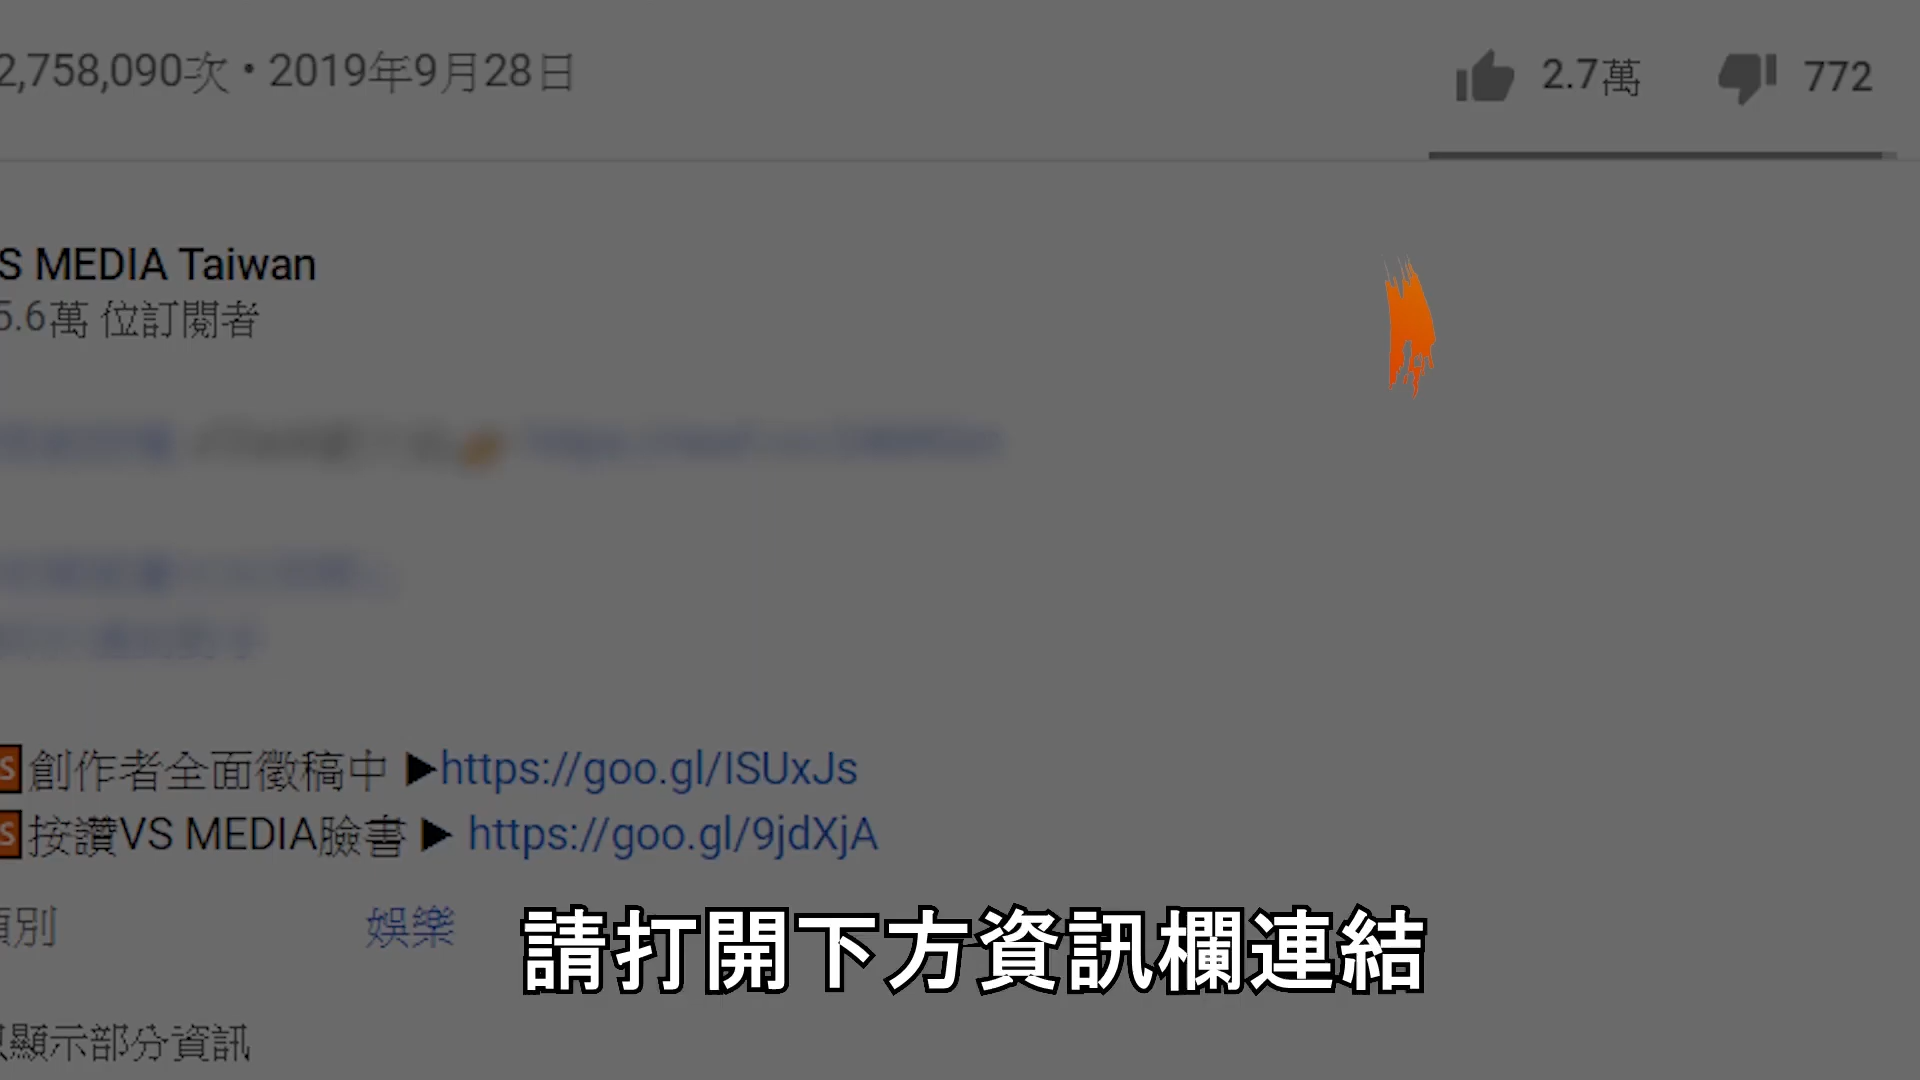 2,758,090次 • 2019年9月28日
2.7萬 772
S MEDIA Taiwan
5.6萬 位訂閱者
S創作者全面徵稿中 ▶https://goo.gl/ISUxJs
S按讚VS MEDIA臉書 ▶ https://goo.gl/9jdXjA
類別 娛樂
請打開下方資訊欄連結
只顯示部分資訊